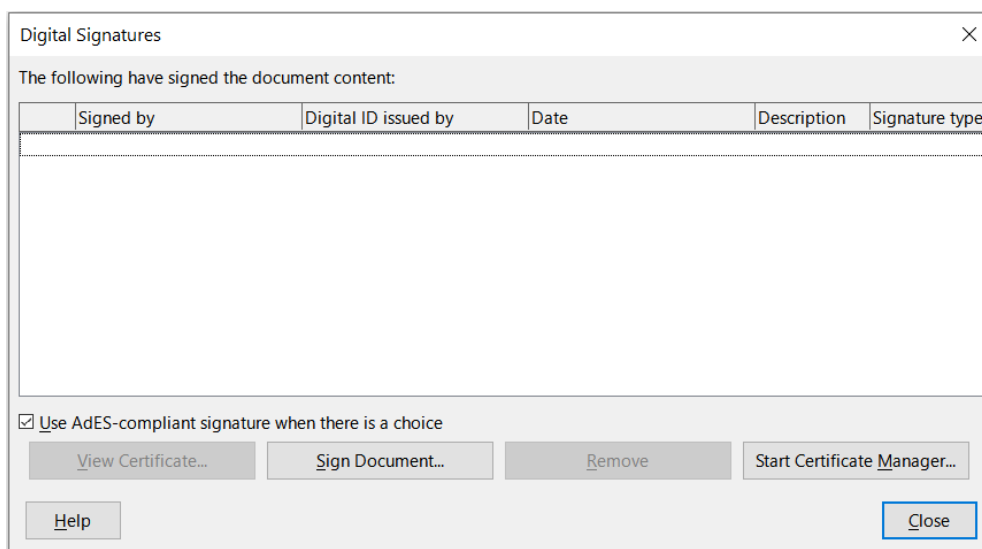 Digital Signatures
The following have signed the document content:
Signed by Digital ID issued by Date Description Signature type
Use AdES-compliant signature when there is a choice
View Certificate... Sign Document... Remove Start Certificate Manager...
Help Close